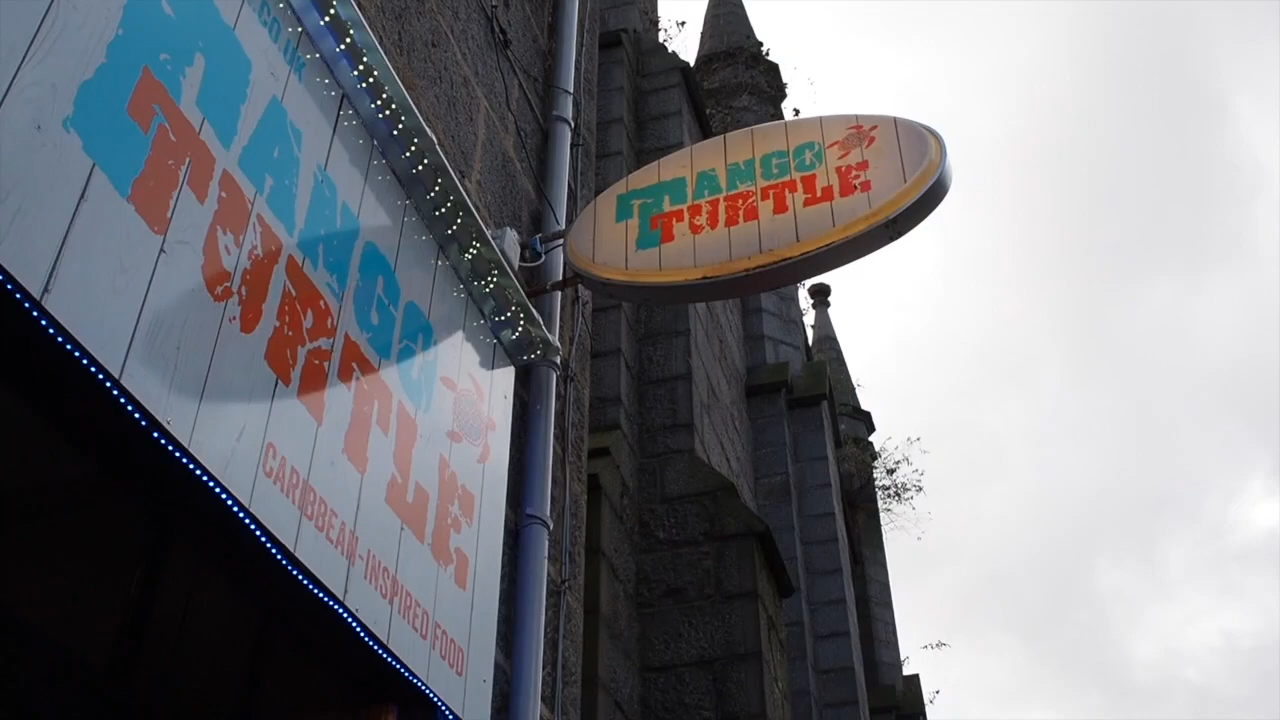 .CO.UK
TANGO
TURTLE
CARIBBEAN-INSPIRED FOOD
TANGO
TURTLE